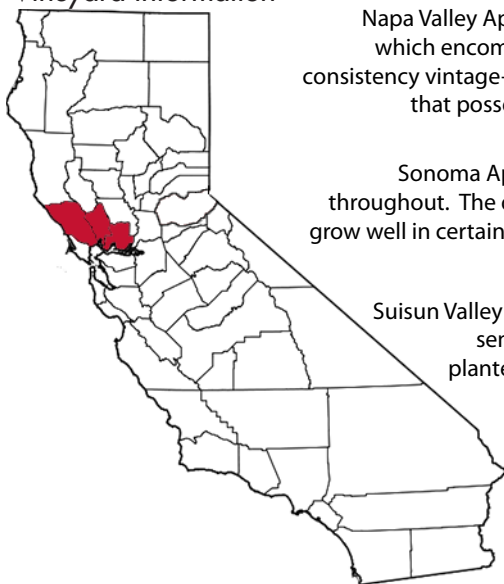 Vineyard Information
Napa Valley Ap
which encom
consistency vintage-
that posse
Sonoma Ap
throughout. The
grow well in certain
Suisun Valley
ser
plante